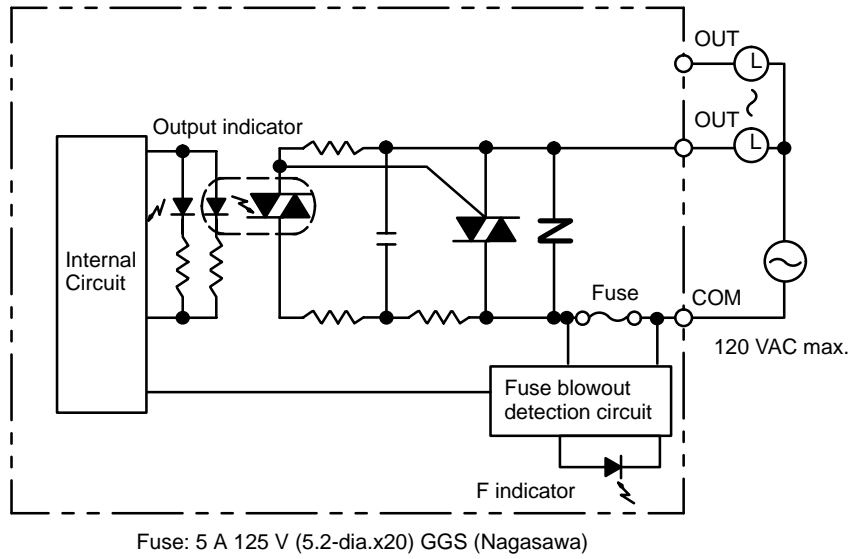 OUT
L
Output indicator
OUT
L
Internal
Circuit
Fuse
COM
120 VAC max.
Fuse blowout
detection circuit
F indicator
Fuse: 5 A 125 V (5.2-dia.x20) GGS (Nagasawa)